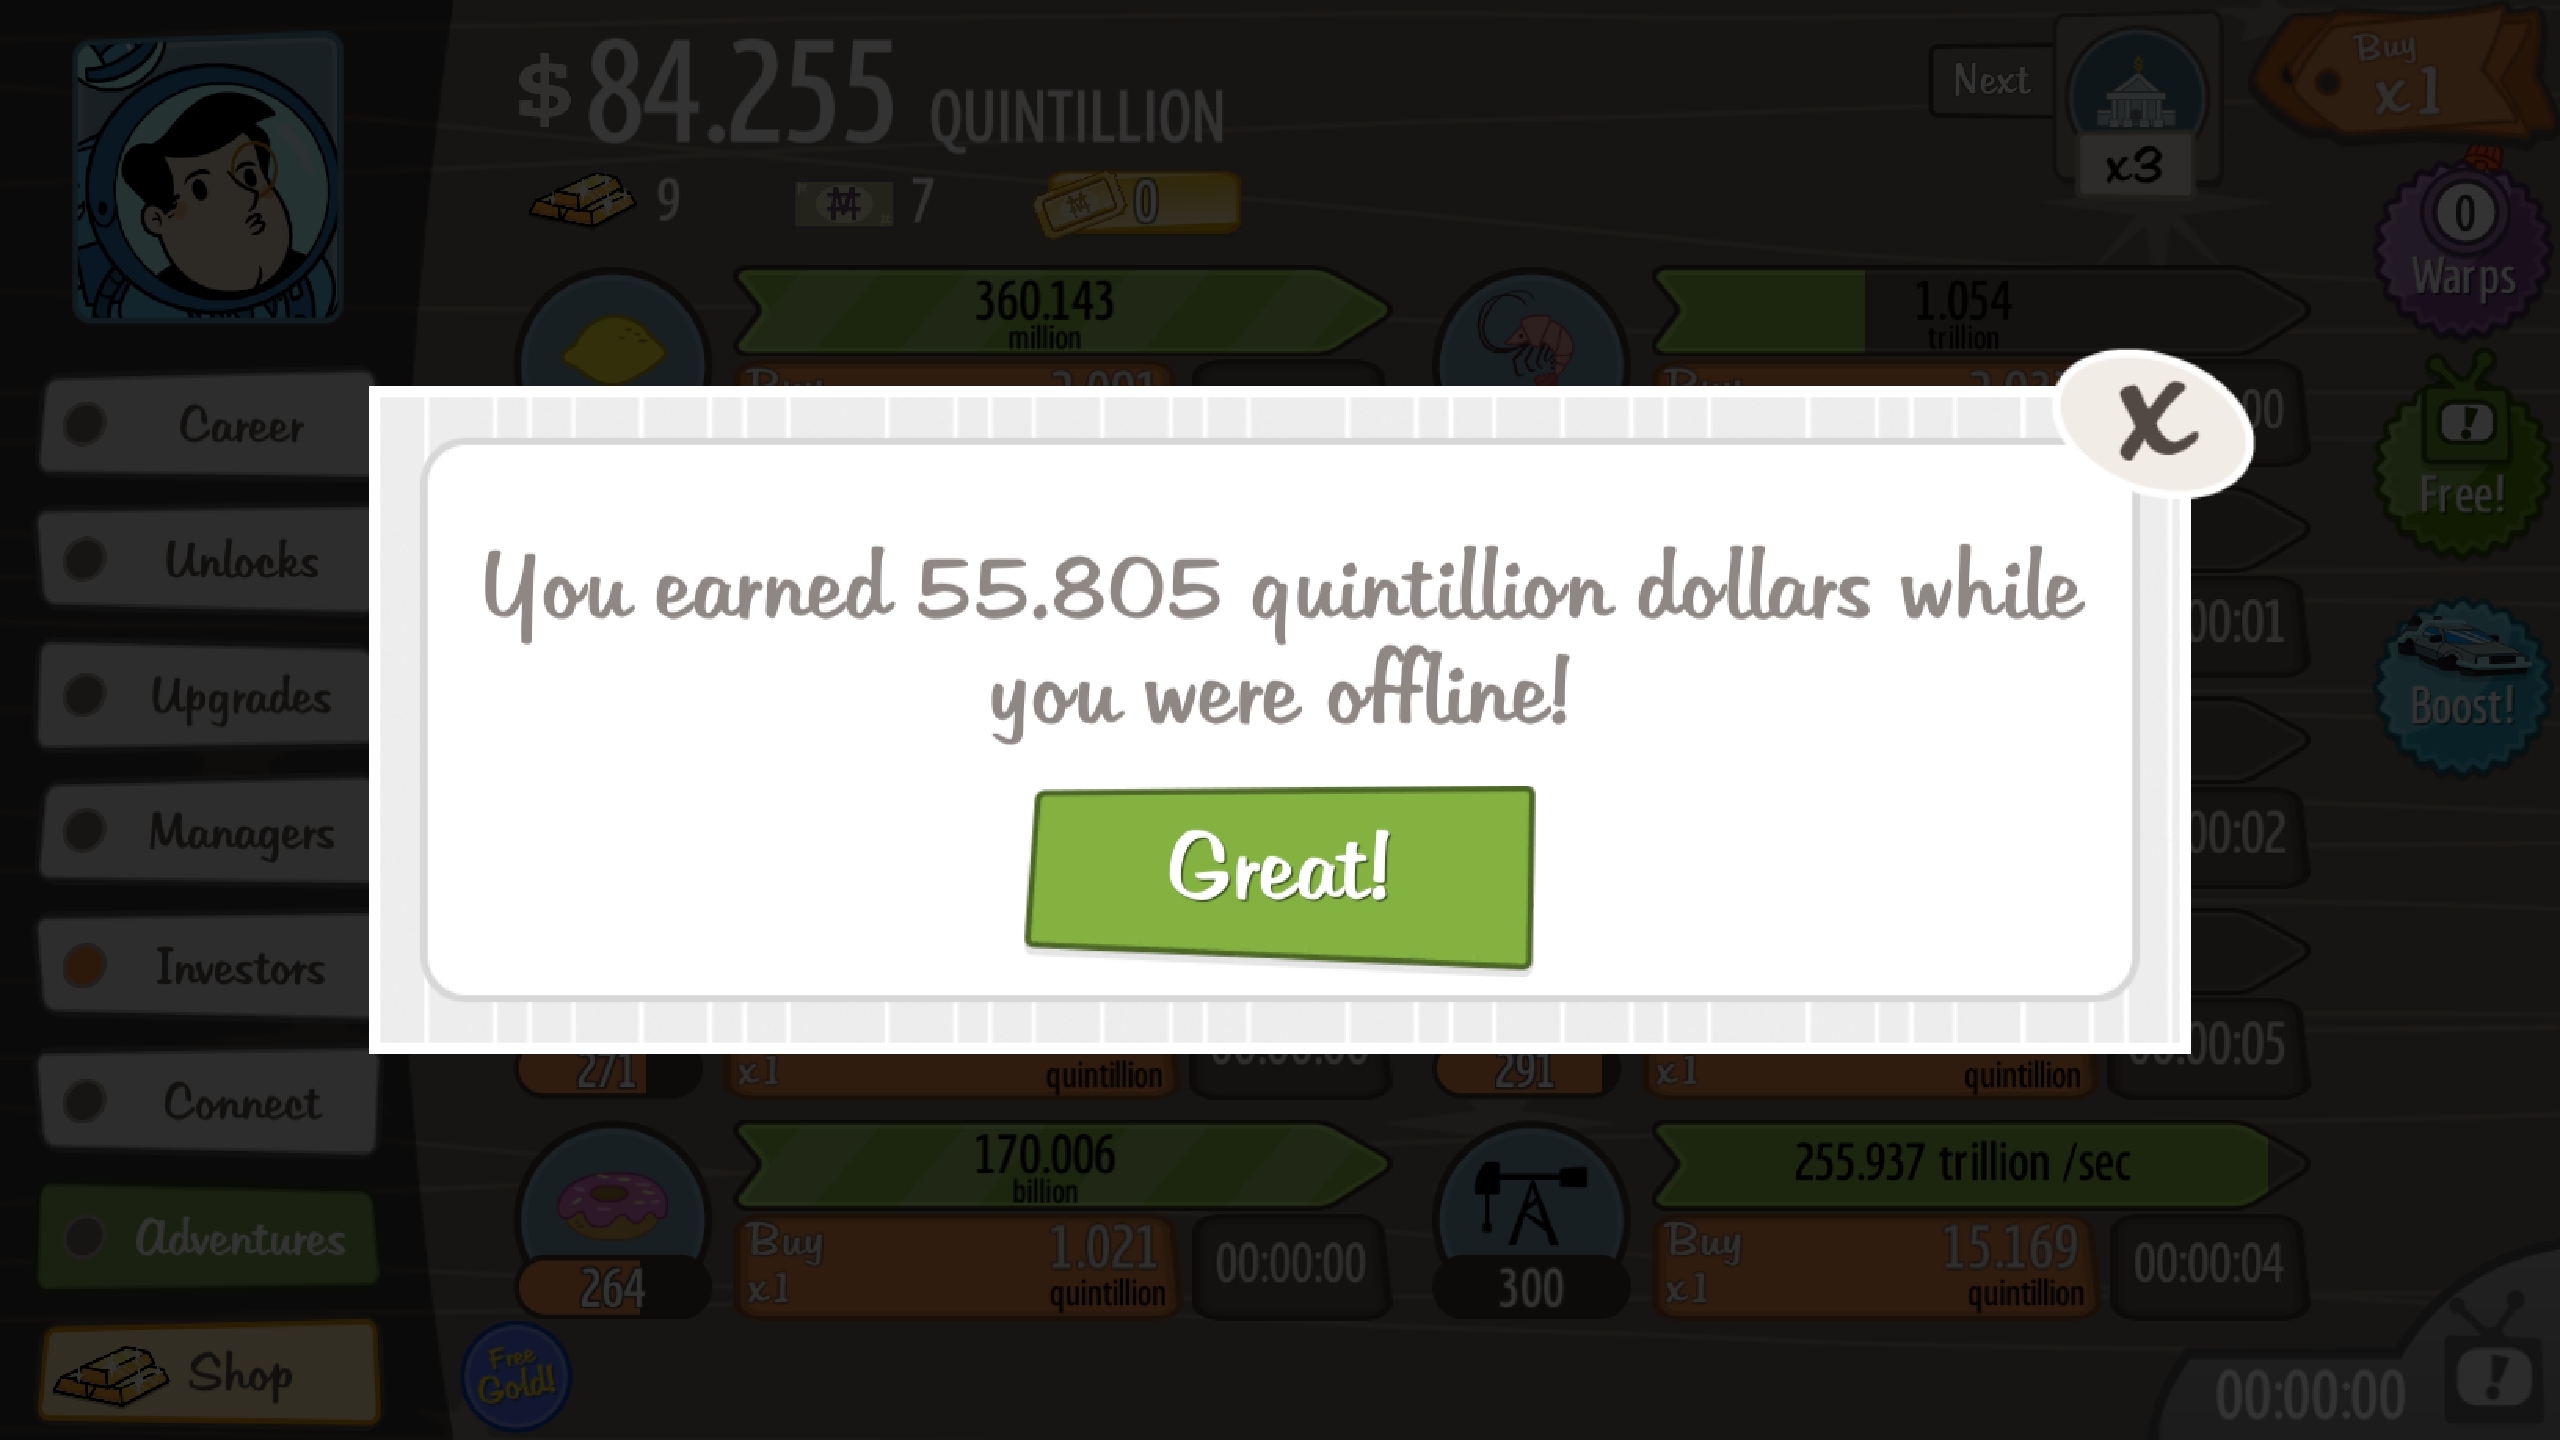 $84.255 QUINTILLION
9
7
0
Next
x3
Buy
x1
0
Warps
Free!
Boost!
360.143
million
1.054
trillion
Buy
Buy
Career
Unlocks
Upgrades
Managers
Investors
Connect
Adventures
Shop
X
You earned 55.805 quintillion dollars while
you were offline!
Great!
00
00:01
00:02
00:05
271
x1
quintillion
291
x1
quintillion
170.006
billion
Buy
x1
1.021
quintillion
00:00:00
264
255.937 trillion /sec
Buy
x1
15.169
quintillion
00:00:04
300
Free
Gold!
00:00:00